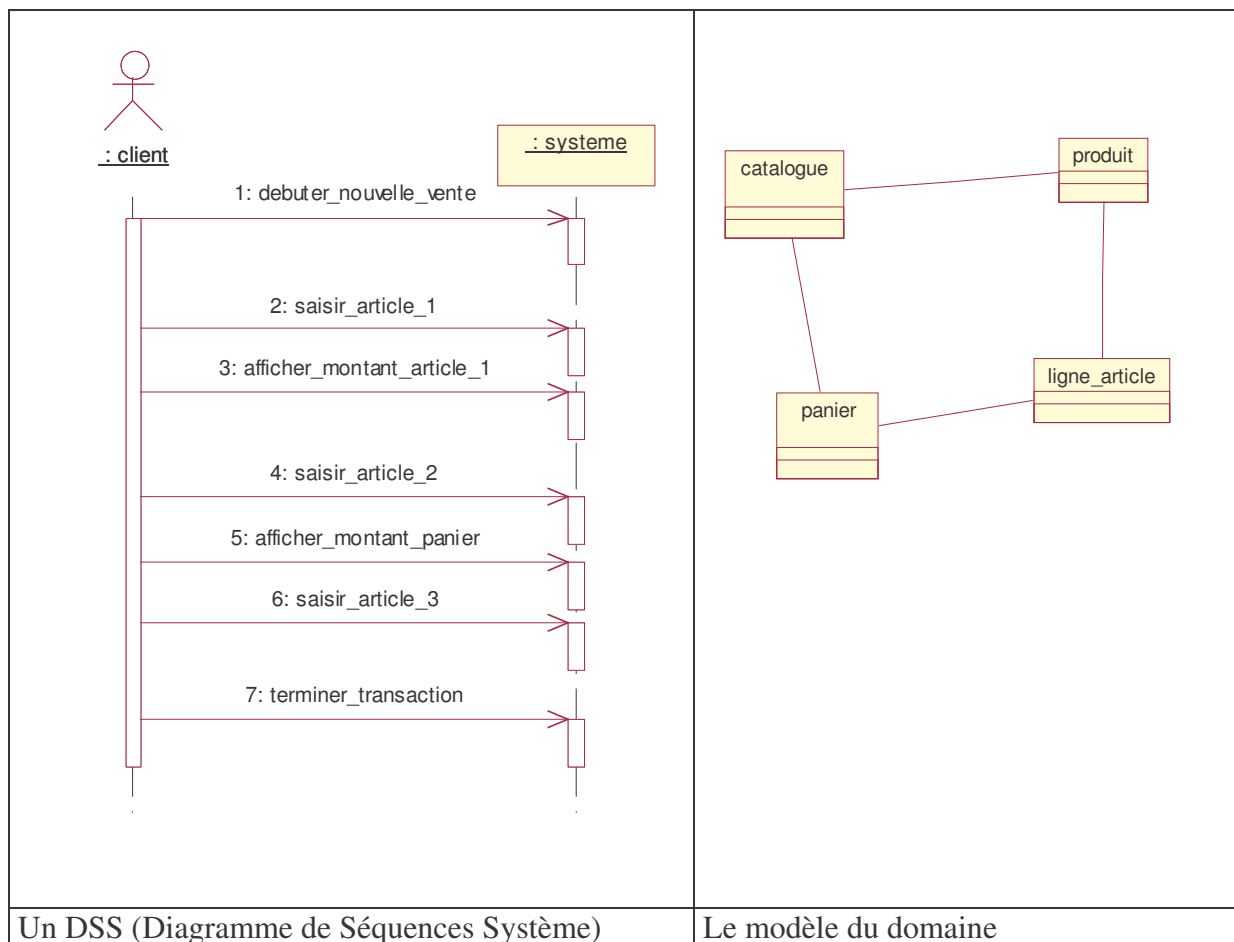 : client
: systeme
1: debuter_nouvelle_vente
2: saisir_article_1
3: afficher_montant_article_1
4: saisir_article_2
5: afficher_montant_panier
6: saisir_article_3
7: terminer_transaction
Un DSS (Diagramme de Séquences Système)
catalogue
produit
panier
ligne_article
Le modèle du domaine